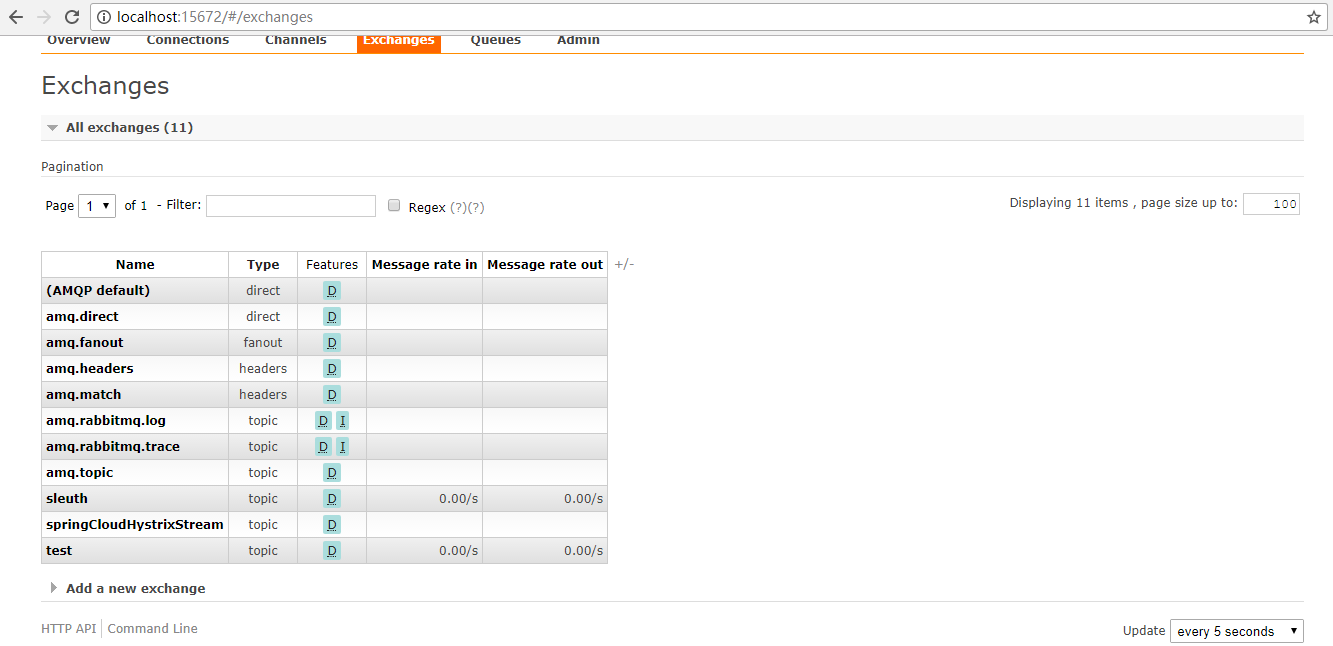 localhost:15672/#/exchanges
Overview Connections Channels Exchanges Queues Admin
Exchanges
All exchanges (11)
Pagination
Page 1 of 1 - Filter: Regex (?)(?) Displaying 11 items , page size up to: 100
Name Type Features Message rate in Message rate out +/-
(AMQP default) direct D
amq.direct direct D
amq.fanout fanout D
amq.headers headers D
amq.match headers D
amq.rabbitmq.log topic D I
amq.rabbitmq.trace topic D I
amq.topic topic D
sleuth topic D 0.00/s 0.00/s
springCloudHystrixStream topic D
test topic D 0.00/s 0.00/s
Add a new exchange
HTTP API Command Line Update every 5 seconds